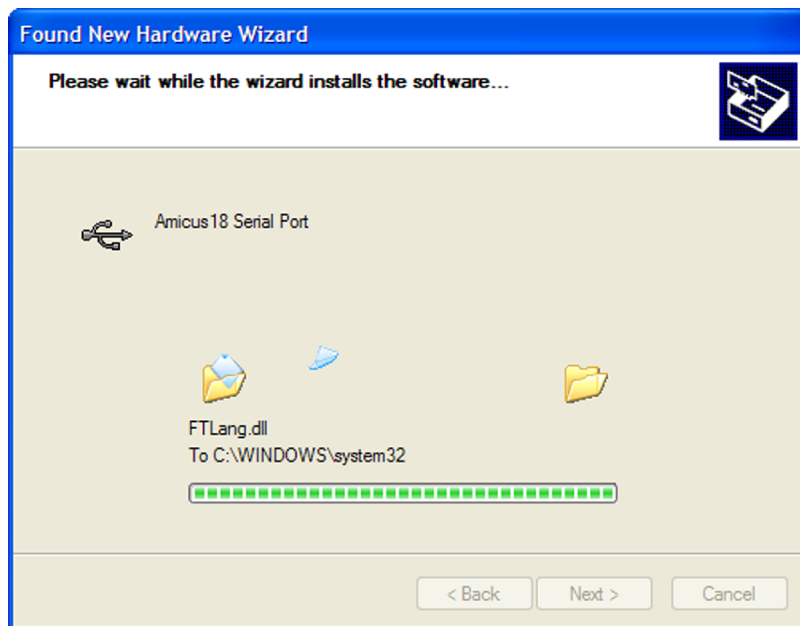 Found New Hardware Wizard
Please wait while the wizard installs the software...
Amicus18 Serial Port
FTLang.dll
To C:\WINDOWS\system32
< Back
Next >
Cancel